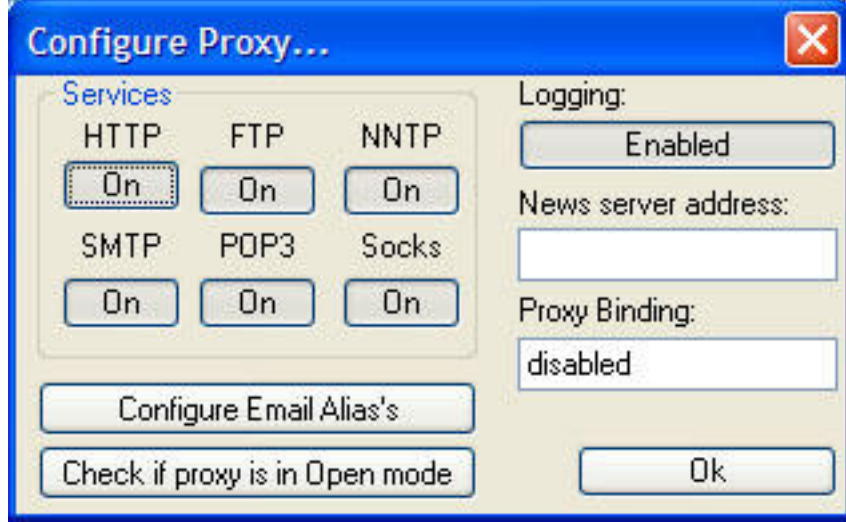 Configure Proxy...
Services
HTTP FTP NNTP
On On On
SMTP POP3 Socks
On On On
Configure Email Alias's
Check if proxy is in Open mode
Logging:
Enabled
News server address:
Proxy Binding:
disabled
Ok